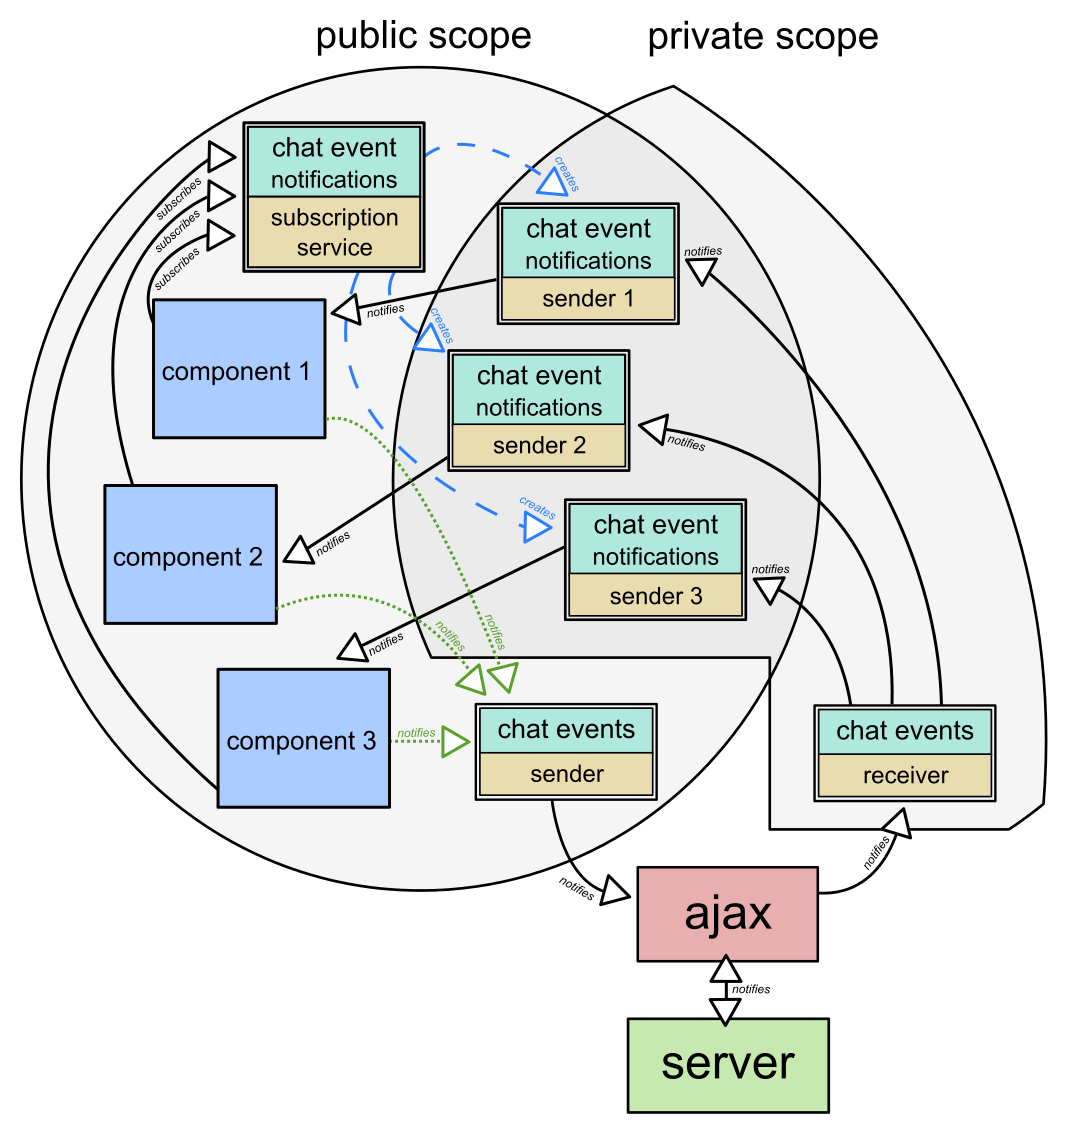 public scope
private scope
chat event
notifications
subscription
service
creates
subscribes
subscribes
subscribes
chat event
notifications
sender 1
notifies
notifies
creates
component 1
chat event
notifications
sender 2
notifies
creates
chat event
notifications
sender 3
notifies
notifies
component 2
notifies
notifies
notifies
notifies
component 3
notifies
chat events
sender
chat events
receiver
notifies
notifies
ajax
notifies
server